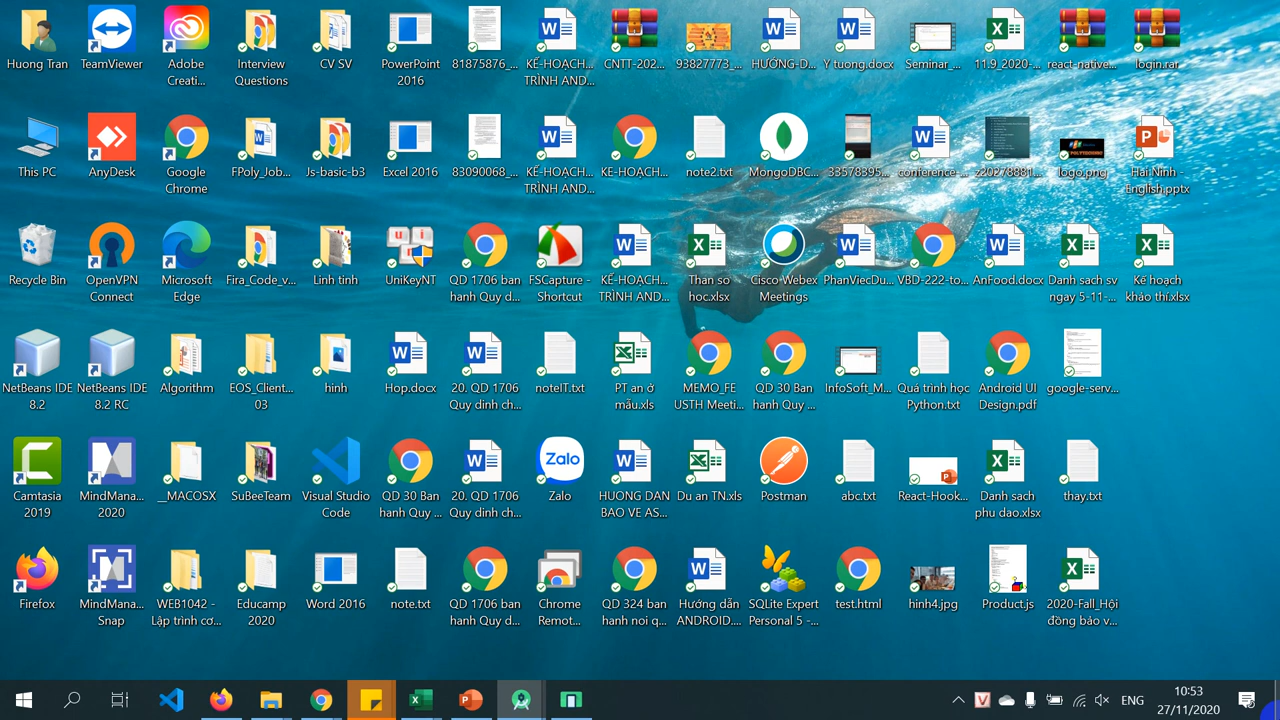 Huong Tran
TeamViewer
Adobe
Creati...
Interview
Questions
CV SV
PowerPoint
2016
81875876_...
KẾ-HOẠCH...
TRÌNH AND...
CNTT-202...
93827773_...
HƯỚNG-D...
Y tuong.docx
Seminar_...
11.9_2020-...
react-native...
login.rar
This PC
AnyDesk
Google
Chrome
FPoly_Job...
Js-basic-b3
Excel 2016
83090068_...
KẾ-HOẠCH...
TRÌNH AND...
KE-HOẠCH...
note2.txt
MongoDBC...
33578395...
conference-...
z20278881...
logo.png
Hai Ninh -
English.pptx
Recycle Bin
OpenVPN
Connect
Microsoft
Edge
Fira_Code_v...
Linh tinh
UniKeyNT
QD 1706 ban
hanh Quy d...
FSCapture -
Shortcut
KẾ-HOẠCH...
TRÌNH AND...
Than so
hoc.xlsx
Cisco Webex
Meetings
PhanViecDu...
VBD-222-to...
AnFood.docx
Danh sach sv
ngay 5-11-...
Kế hoạch
khảo thí.xlsx
NetBeans IDE
8.2
NetBeans IDE
8.2 RC
Algorithm
EOS_Client...
03
hinh
Hop.docx
20. QD 1706
Quy dinh ch...
noteIT.txt
PT an ở
mẫu.xls
MEMO_FE
USTH Meeti...
QD 30 Ban
hanh Quy ...
InfoSoft_M...
Quá trình học
Python.txt
Android UI
Design.pdf
google-serv...
Camtasia
2019
MindMana...
2020
__MACOSX
SuBeeTeam
Visual Studio
Code
QD 30 Ban
hanh Quy ...
20. QD 1706
Quy dinh ch...
Zalo
Zalo
HUONG DAN
BAO VE AS...
Du an TN.xls
Postman
abc.txt
React-Hook...
Danh sach
phu dao.xlsx
thay.txt
Firefox
MindMana...
Snap
WEB1042 -
Lập trình cơ...
Educamp
2020
Word 2016
note.txt
QD 1706 ban
hanh Quy d...
Chrome
Remot...
QD 324 ban
hanh noi q...
Hướng dẫn
ANDROID....
SQLite Expert
Personal 5 -...
test.html
hinh4.jpg
Product.js
2020-Fall_Hội
đồng bảo v...
ENG
10:53
27/11/2020